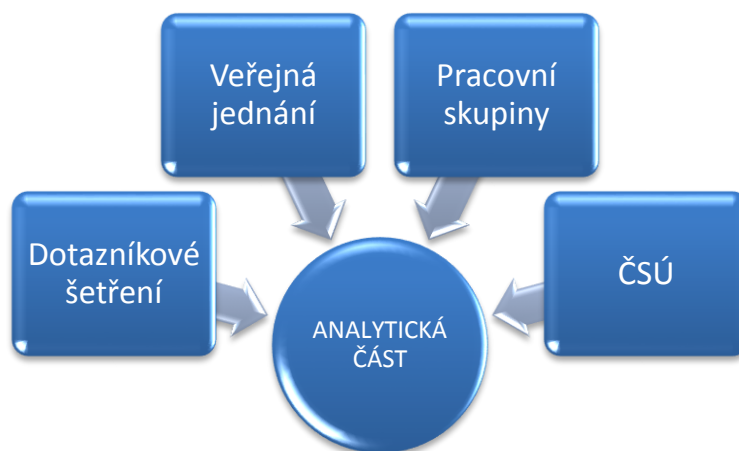 Veřejná
jednání
Pracovní
skupiny
Dotazníkové
šetření
ČSÚ
ANALYTICKÁ
ČÁST